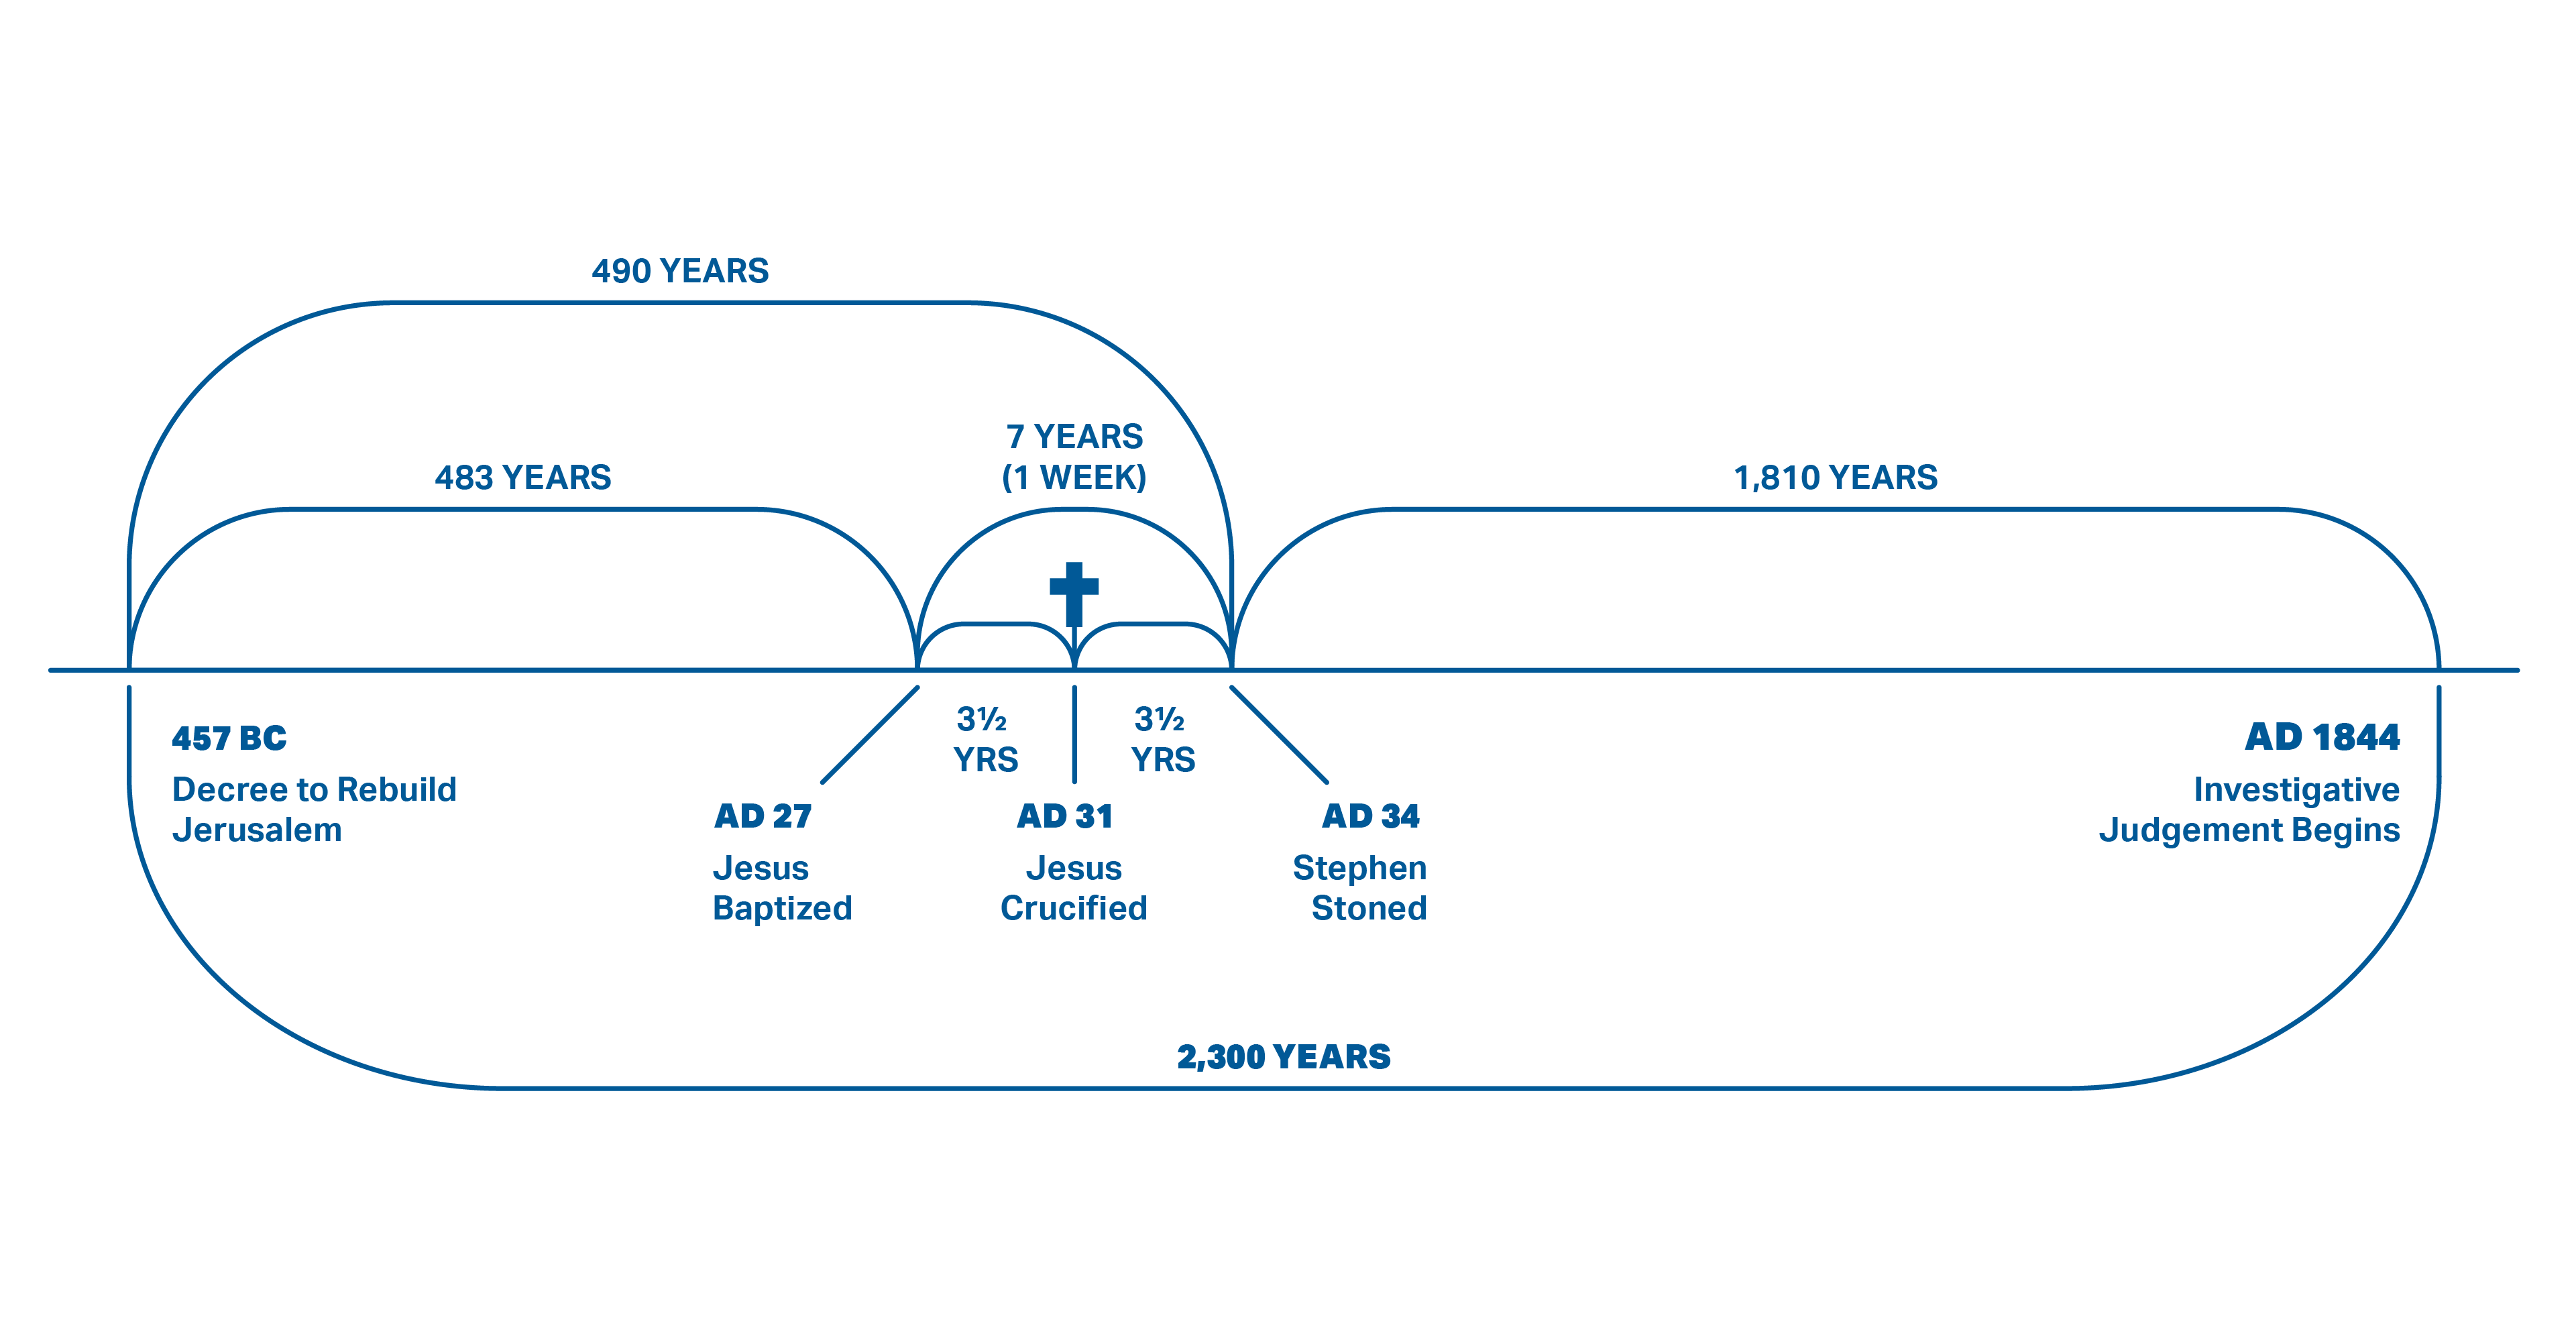 490 YEARS
7 YEARS
(1 WEEK)
483 YEARS
1,810 YEARS
457 BC
Decree to Rebuild
Jerusalem
3½
YRS
3½
YRS
AD 27
Jesus
Baptized
AD 31
Jesus
Crucified
AD 34
Stephen
Stoned
AD 1844
Investigative
Judgement Begins
2,300 YEARS